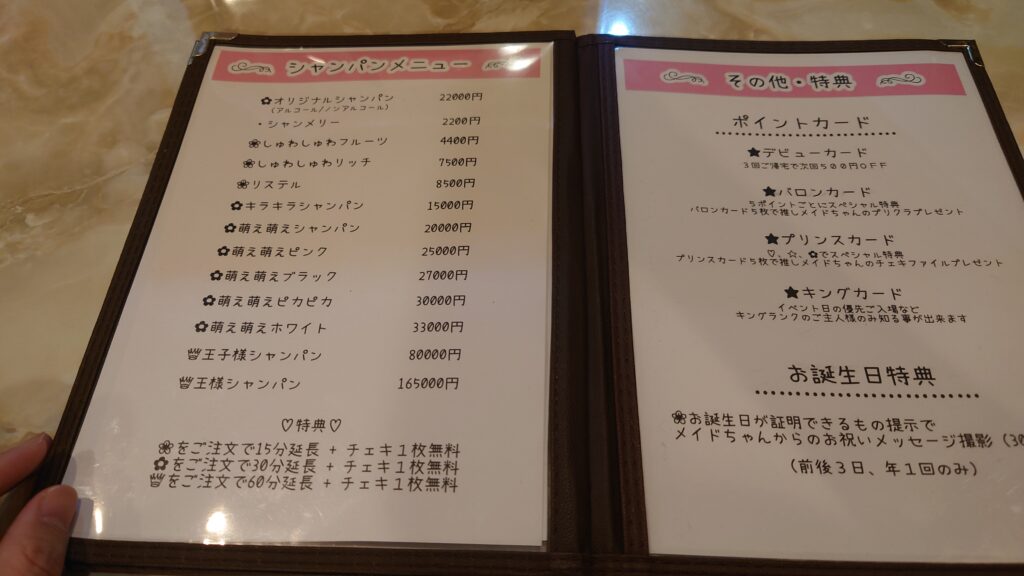 シャンパンメニュー
✿オリジナルシャンパン 22000円
(アルコール/ノンアルコール)
・シャンメリー 2200円
❀しゅわしゅわフルーツ 4400円
❀しゅわしゅわリッチ 7500円
❀リステル 8500円
✿キラキラシャンパン 15000円
✿萌え萌えシャンパン 20000円
✿萌え萌えピンク 25000円
✿萌え萌えブラック 27000円
✿萌え萌えピカピカ 30000円
✿萌え萌えホワイト 33000円
♕王子様シャンパン 80000円
♕王様シャンパン 165000円
♡特典♡
❀をご注文で15分延長 + チェキ1枚無料
✿をご注文で30分延長 + チェキ1枚無料
♕をご注文で60分延長 + チェキ1枚無料
その他・特典
ポイントカード
★デビューカード
3回ご帰宅で次回500円OFF
★バロンカード
5ポイントごとにスペシャル特典
バロンカード5枚で推しメイドちゃんのプリクラプレゼント
★プリンスカード
♡、☆、✿でスペシャル特典
プリンスカード5枚で推しメイドちゃんのチェキファイルプレゼント
★キングカード
イベント日の優先ご入場など
キングランクのご主人様のみ知る事が出来ます
お誕生日特典
❀お誕生日が証明できるもの提示で
メイドちゃんからのお祝いメッセージ撮影(30
(前後3日、年1回のみ)